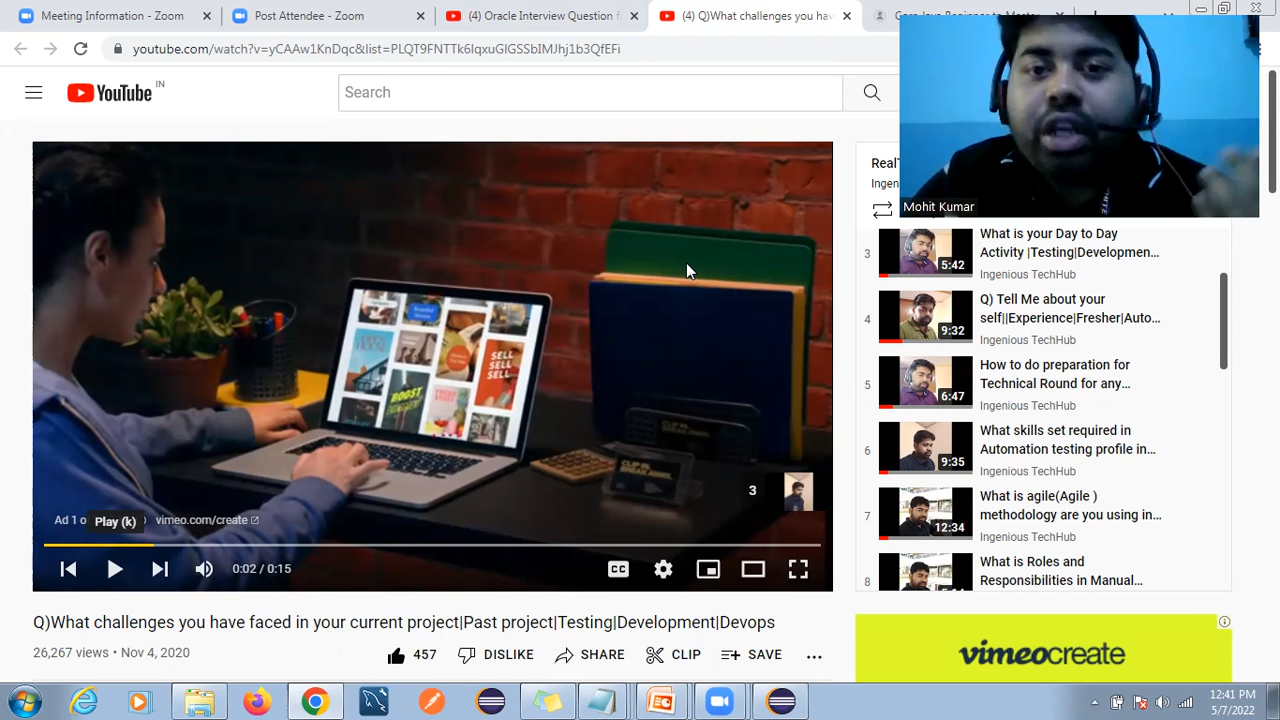 Meeting Information - Zoom
Post Attendee - Zoom
(4) Oracle Interview Question f
(4) Q)What challenges you hav
youtube.com/watch?v=yCAAw1KnDqc&list=PLQT9FNTTk6lqxuGlGSSbIMJHj1b3QfEFi
YouTube IN
Search
Mohit Kumar
RealT
Ingen
3
What is your Day to Day
Activity |Testing|Developmen...
Ingenious TechHub
5:42
4
Q) Tell Me about your
self||Experience|Fresher|Auto...
Ingenious TechHub
9:32
5
How to do preparation for
Technical Round for any...
Ingenious TechHub
6:47
6
What skills set required in
Automation testing profile in...
Ingenious TechHub
9:35
7
What is agile(Agile )
methodology are you using in...
Ingenious TechHub
12:34
8
What is Roles and
Responsibilities in Manual...
SELL
SELL
SELL
3
Ad 1 o
Play (k)
vimeo.com/create
0:02 / 0:15
CC
Q)What challenges you have faced in your current project|Past project|Testing|Development|Devops
26,267 views • Nov 4, 2020
457
DISLIKE
SHARE
CLIP
SAVE
...
vimeocreate
12:41 PM
5/7/2022